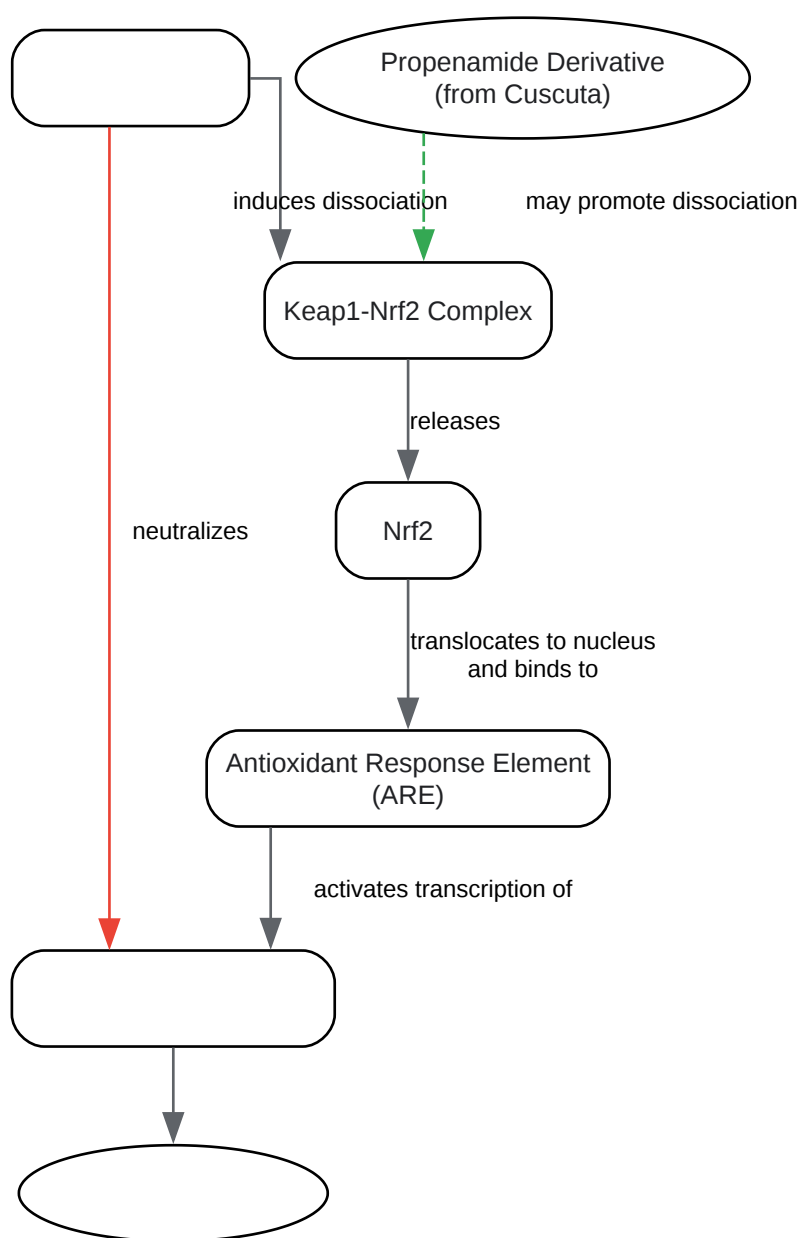 Propenamide Derivative
(from Cuscuta)
induces dissociation
may promote dissociation
Keap1-Nrf2 Complex
releases
neutralizes
Nrf2
translocates to nucleus
and binds to
Antioxidant Response Element
(ARE)
activates transcription of